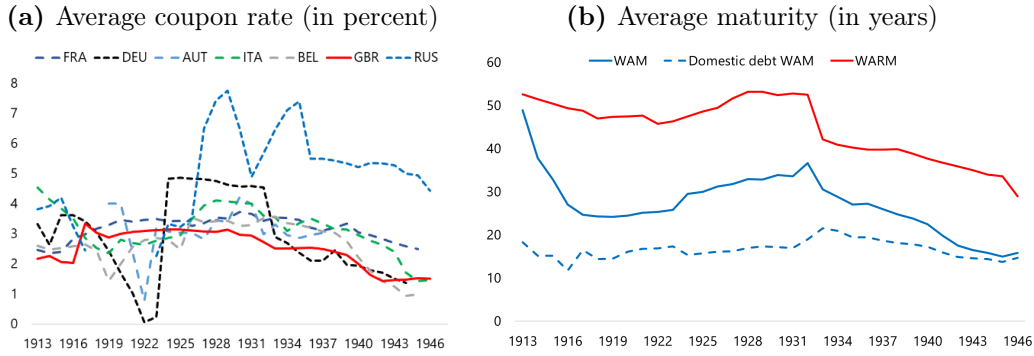 (a) Average coupon rate (in percent)
FRA DEU AUT ITA BEL GBR RUS
8
7
6
5
4
3
2
1
0
1913 1916 1919 1922 1925 1928 1931 1934 1937 1940 1943 1946
(b) Average maturity (in years)
WAM Domestic debt WAM WARM
60
50
40
30
20
10
0
1913 1916 1919 1922 1925 1928 1931 1934 1937 1940 1943 1946